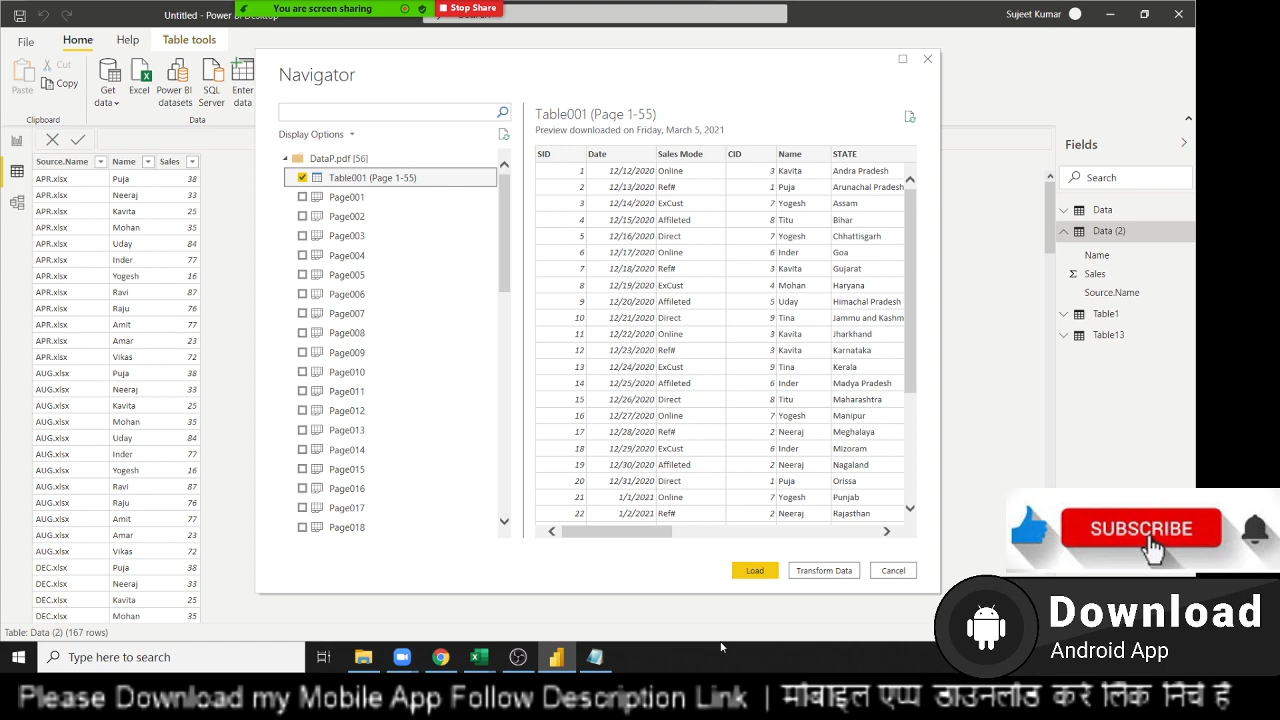 Untitled - Power BI Desktop
You are screen sharing
Stop Share
Search
Sujeet Kumar
File
Home
Help
Table tools
Paste
Cut
Copy
Clipboard
Get data
Excel
Power BI datasets
SQL Server
Enter data
Data
Source.Name Name Sales
APR.xlsx Puja 38
APR.xlsx Neeraj 33
APR.xlsx Kavita 25
APR.xlsx Mohan 35
APR.xlsx Uday 84
APR.xlsx Inder 77
APR.xlsx Yogesh 16
APR.xlsx Ravi 87
APR.xlsx Raju 76
APR.xlsx Amit 77
APR.xlsx Amar 23
APR.xlsx Vikas 72
AUG.xlsx Puja 38
AUG.xlsx Neeraj 33
AUG.xlsx Kavita 25
AUG.xlsx Mohan 35
AUG.xlsx Uday 84
AUG.xlsx Inder 77
AUG.xlsx Yogesh 16
AUG.xlsx Ravi 87
AUG.xlsx Raju 76
AUG.xlsx Amit 77
AUG.xlsx Amar 23
AUG.xlsx Vikas 72
DEC.xlsx Puja 38
DEC.xlsx Neeraj 33
DEC.xlsx Kavita 25
DEC.xlsx Mohan 35
Table: Data (2) (167 rows)
Navigator
Display Options
DataP.pdf [56]
Table001 (Page 1-55)
Page001
Page002
Page003
Page004
Page005
Page006
Page007
Page008
Page009
Page010
Page011
Page012
Page013
Page014
Page015
Page016
Page017
Page018
Table001 (Page 1-55)
Preview downloaded on Friday, March 5, 2021
SID Date Sales Mode CID Name STATE
1 12/12/2020 Online 3 Kavita Andra Pradesh
2 12/13/2020 Ref# 1 Puja Arunachal Pradesh
3 12/14/2020 ExCust 7 Yogesh Assam
4 12/15/2020 Affileted 8 Titu Bihar
5 12/16/2020 Direct 7 Yogesh Chhattisgarh
6 12/17/2020 Online 6 Inder Goa
7 12/18/2020 Ref# 3 Kavita Gujarat
8 12/19/2020 ExCust 4 Mohan Haryana
9 12/20/2020 Affileted 5 Uday Himachal Pradesh
10 12/21/2020 Direct 9 Tina Jammu and Kashm
11 12/22/2020 Online 3 Kavita Jharkhand
12 12/23/2020 Ref# 3 Kavita Karnataka
13 12/24/2020 ExCust 9 Tina Kerala
14 12/25/2020 Affileted 6 Inder Madya Pradesh
15 12/26/2020 Direct 8 Titu Maharashtra
16 12/27/2020 Online 7 Yogesh Manipur
17 12/28/2020 Ref# 2 Neeraj Meghalaya
18 12/29/2020 ExCust 6 Inder Mizoram
19 12/30/2020 Affileted 2 Neeraj Nagaland
20 12/31/2020 Direct 1 Puja Orissa
21 1/1/2021 Online 7 Yogesh Punjab
22 1/2/2021 Ref# 2 Neeraj Rajasthan
Load
Transform Data
Cancel
Fields
Search
Data
Data (2)
Name
Sales
Source.Name
Table1
Table13
SUBSCRIBE
Download
Android App
Type here to search
Please Download my Mobile App Follow Description Link | मोबाइल एप्प डाउनलोड करे लिंक निचे है